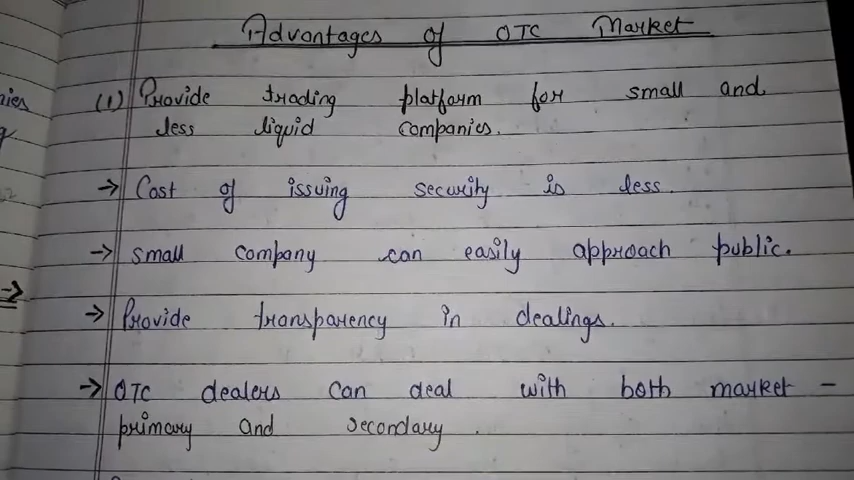 Advantages of OTC Market
(1) Provide trading platform for small and
less liquid companies.
→ Cost of issuing security is less.
→ Small company can easily approach public.
→ Provide transparency in dealings.
→ OTC dealers can deal with both market -
primary and secondary.